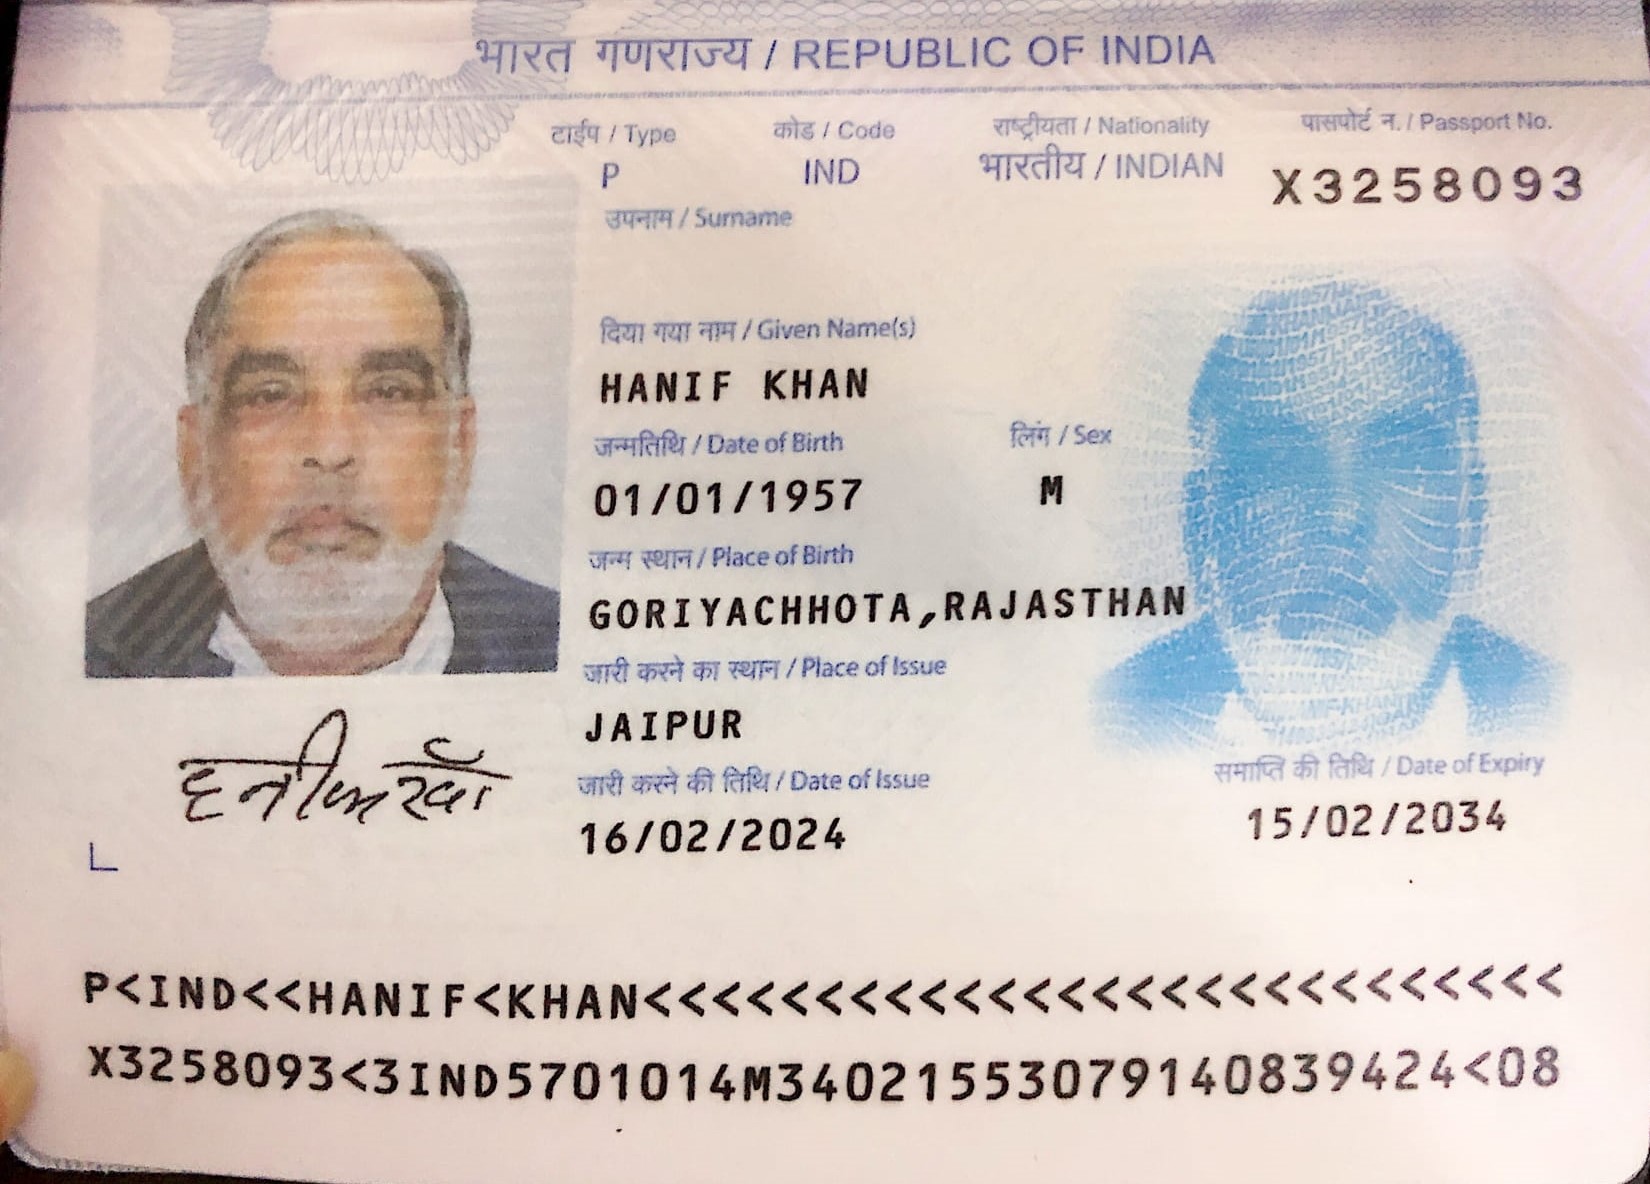 भारत गणराज्य / REPUBLIC OF INDIA
टाईप / Type कोड / Code राष्ट्रीयता / Nationality पासपोर्ट न. / Passport No.
P IND भारतीय / INDIAN X3258093
उपनाम / Surname
दिया गया नाम / Given Name(s)
HANIF KHAN
जन्मतिथि / Date of Birth लिंग / Sex
01/01/1957 M
जन्म स्थान / Place of Birth
GORIYACHHOTA,RAJASTHAN
जारी करने का स्थान / Place of Issue
JAIPUR
जारी करने की तिथि / Date of Issue समाप्ति की तिथि / Date of Expiry
16/02/2024 15/02/2034
हनीफ खाँ
P<IND<<HANIF<KHAN<<<<<<<<<<<<<<<<<<<<<<<<<<<
X3258093<3IND5701014M3402155307914083​9424<08